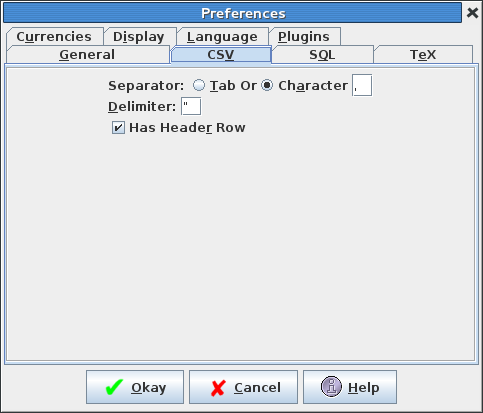 Preferences
Currencies Display Language Plugins
General CSV SQL TeX
Separator: Tab Or Character ,
Delimiter: "
Has Header Row
Okay Cancel Help